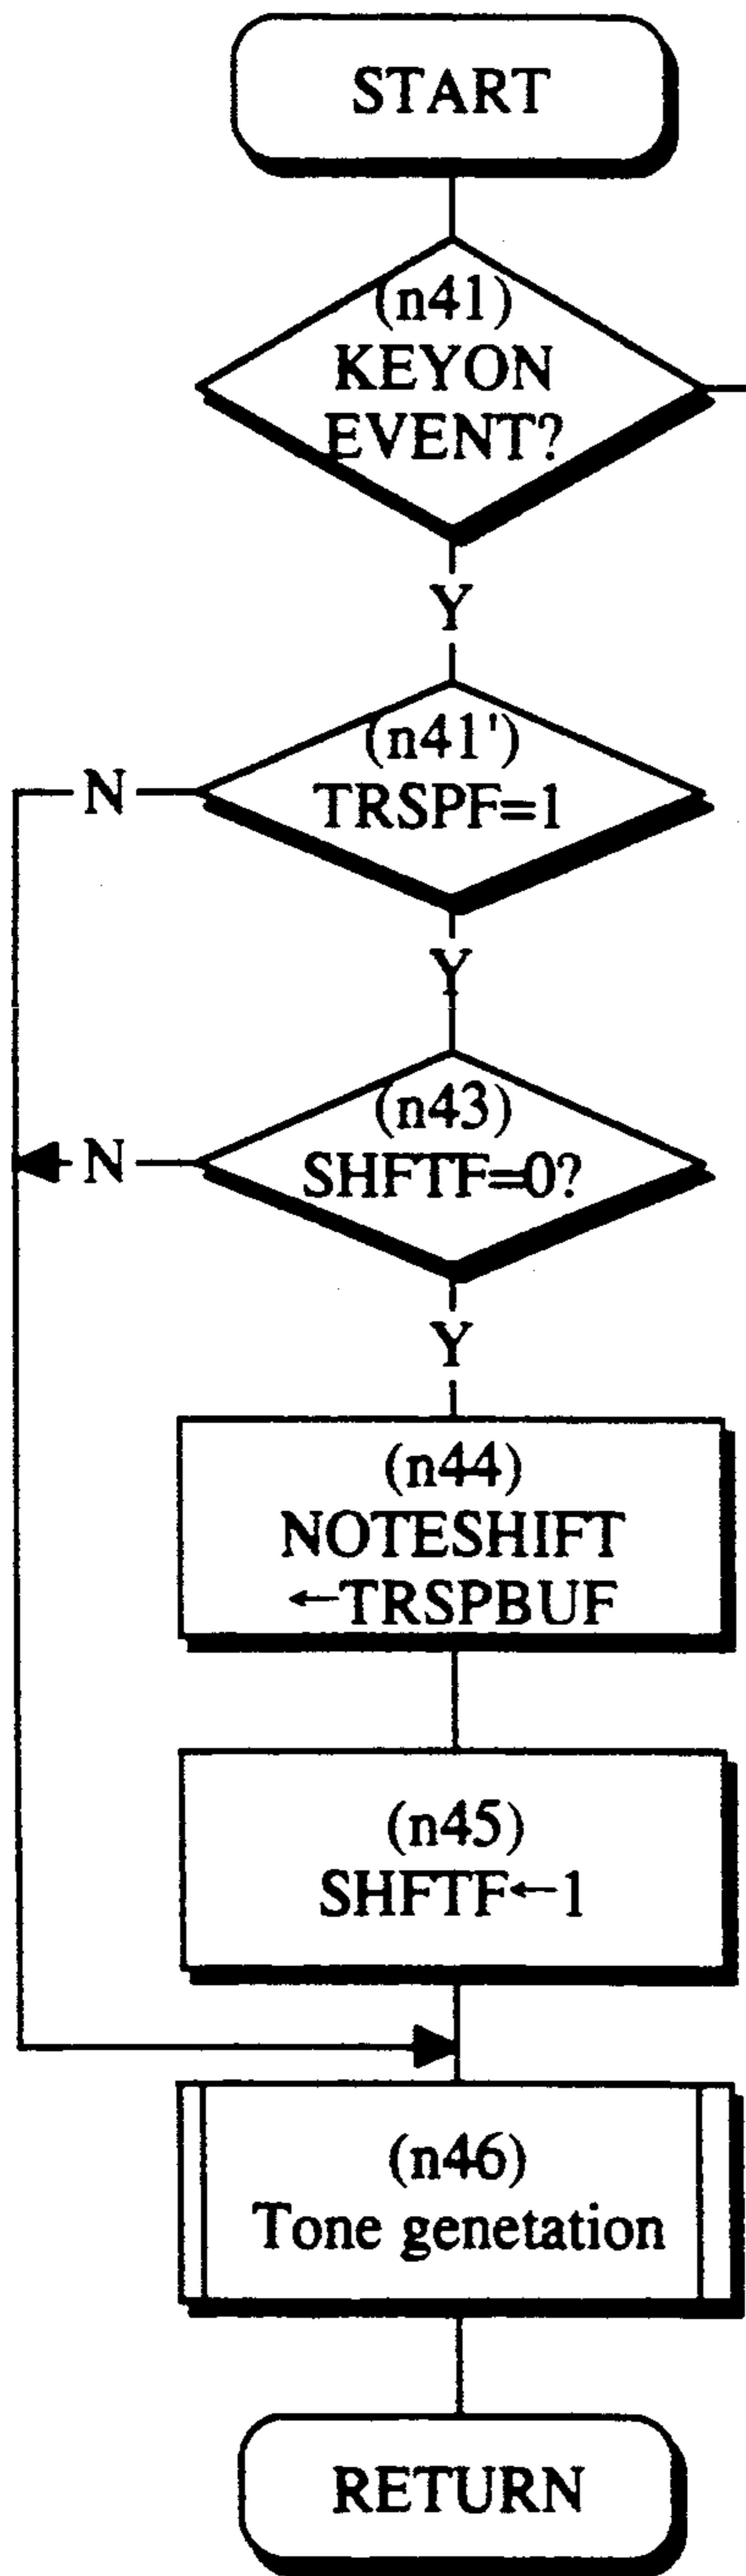 START
(n41)
KEYON
EVENT?
Y
(n41')
N
TRSPF=1
Y
(n43)
N
SHFTF=0?
Y
(n44)
NOTESHIFT
←TRSPBUF
(n45)
SHFTF←1
(n46)
Tone genetation
RETURN